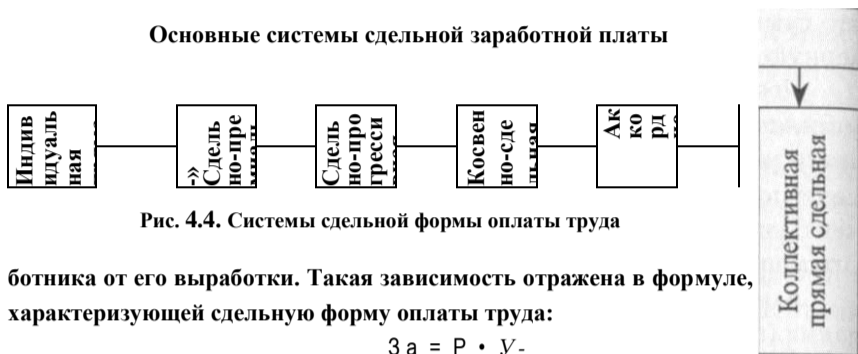 Основные системы сдельной заработной платы
Индив
идуаль
ная
-»
Сдель
но-пре
Сдель
но-про
гресси
Косвен
но-сде
льная
Ак
ко
рд
Коллективная
прямая сдельная
Рис. 4.4. Системы сдельной формы оплаты труда
ботника от его выработки. Такая зависимость отражена в формуле,
характеризующей сдельную форму оплаты труда:
З а = Р • У-